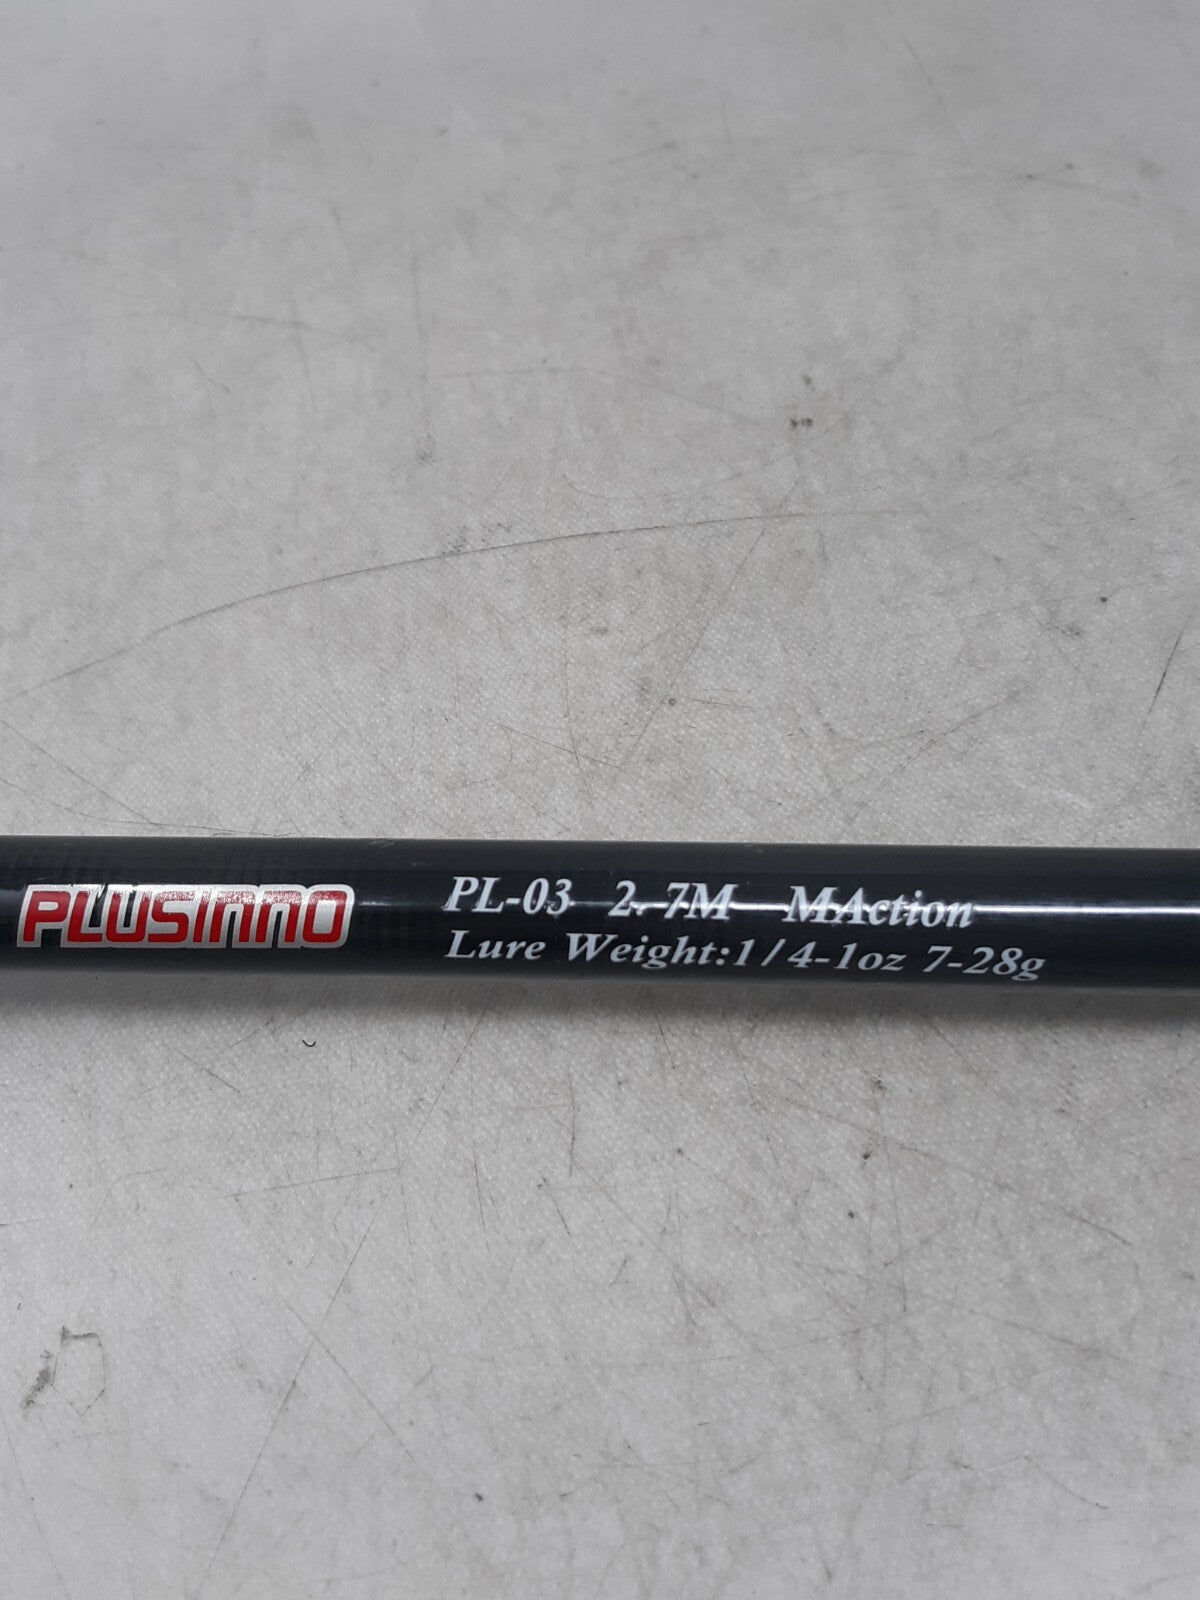 PLUSINNO
PL-03 2.7M MAction
Lure Weight:1/4-1oz 7-28g